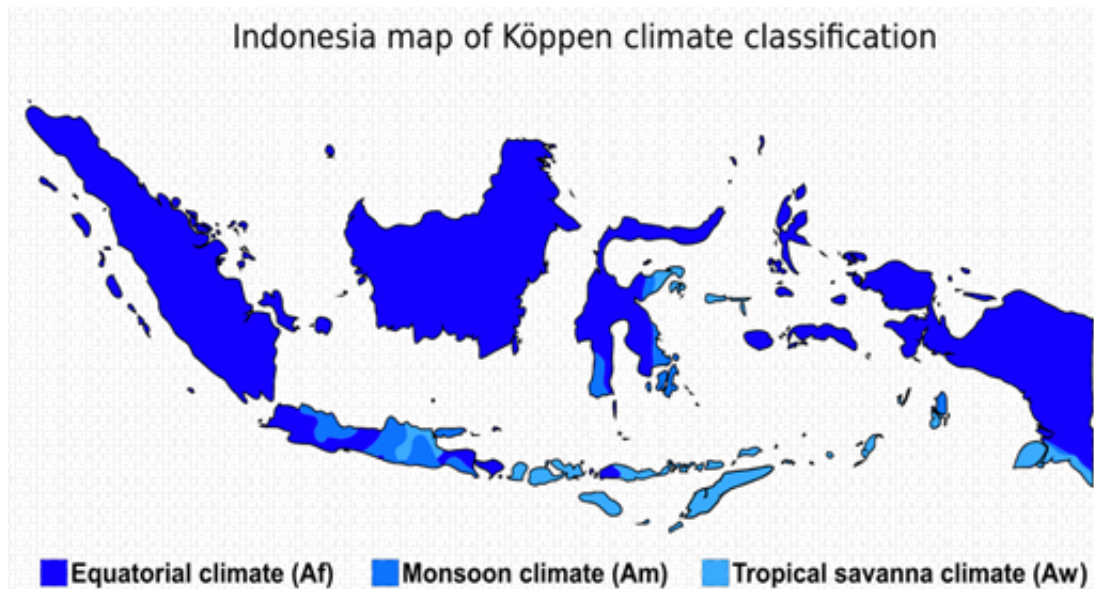 Indonesia map of Köppen climate classification
Equatorial climate (Af) Monsoon climate (Am) Tropical savanna climate (Aw)